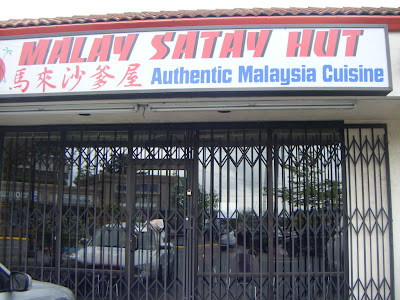 MALAY SATAY HUT
馬來沙爹屋 Authentic Malaysia Cuisine